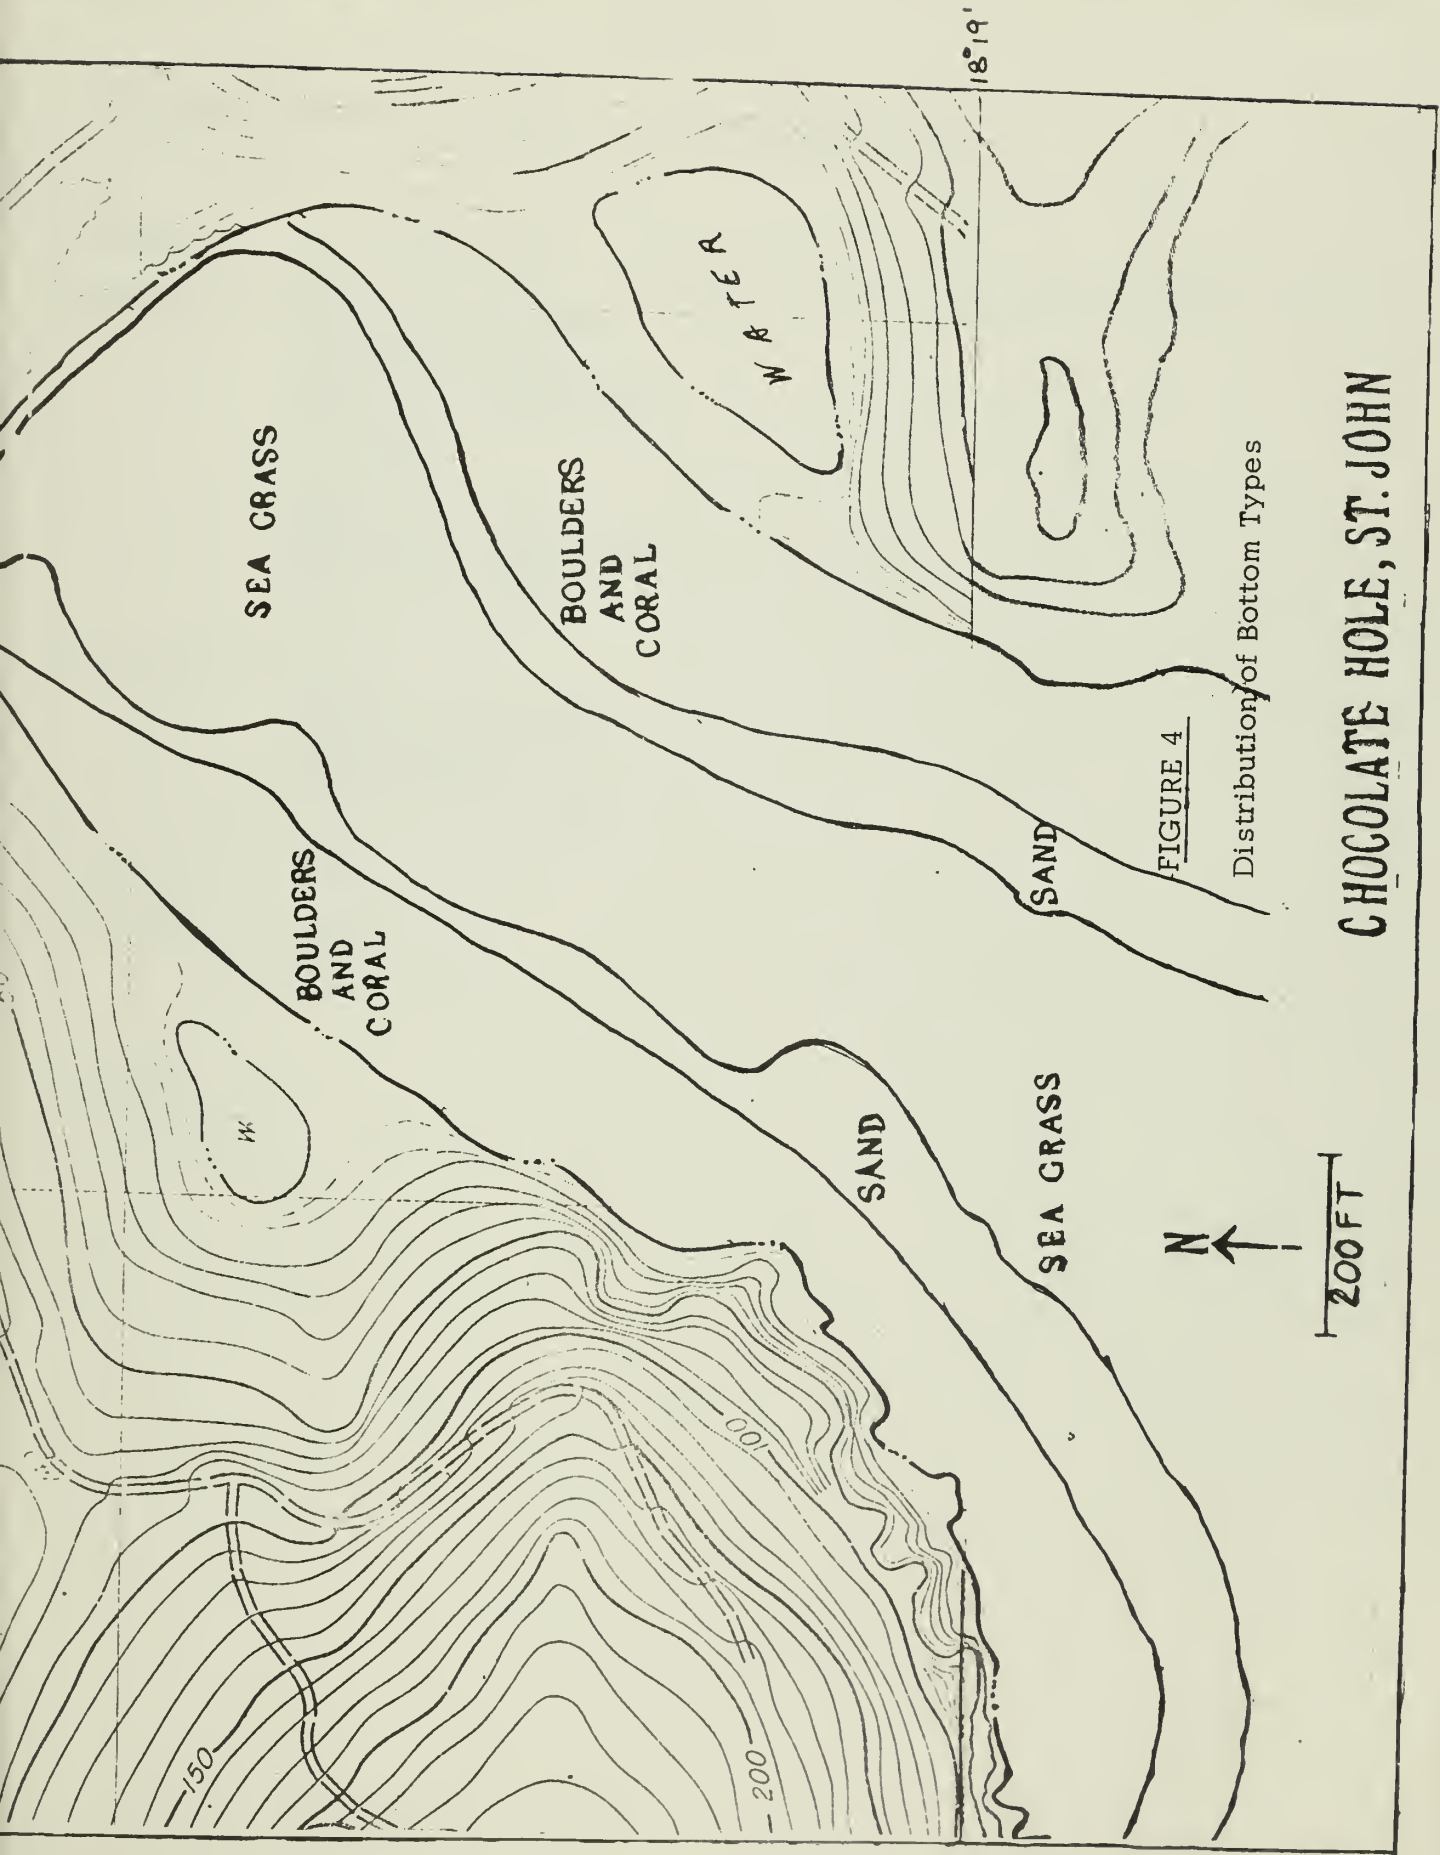 18°19'
WATER
SEA GRASS
BOULDERS
AND
CORAL
BOULDERS
AND
CORAL
W
SAND
SAND
SEA GRASS
100
150
200
N
200FT
FIGURE 4
Distribution of Bottom Types
CHOCOLATE HOLE, ST. JOHN